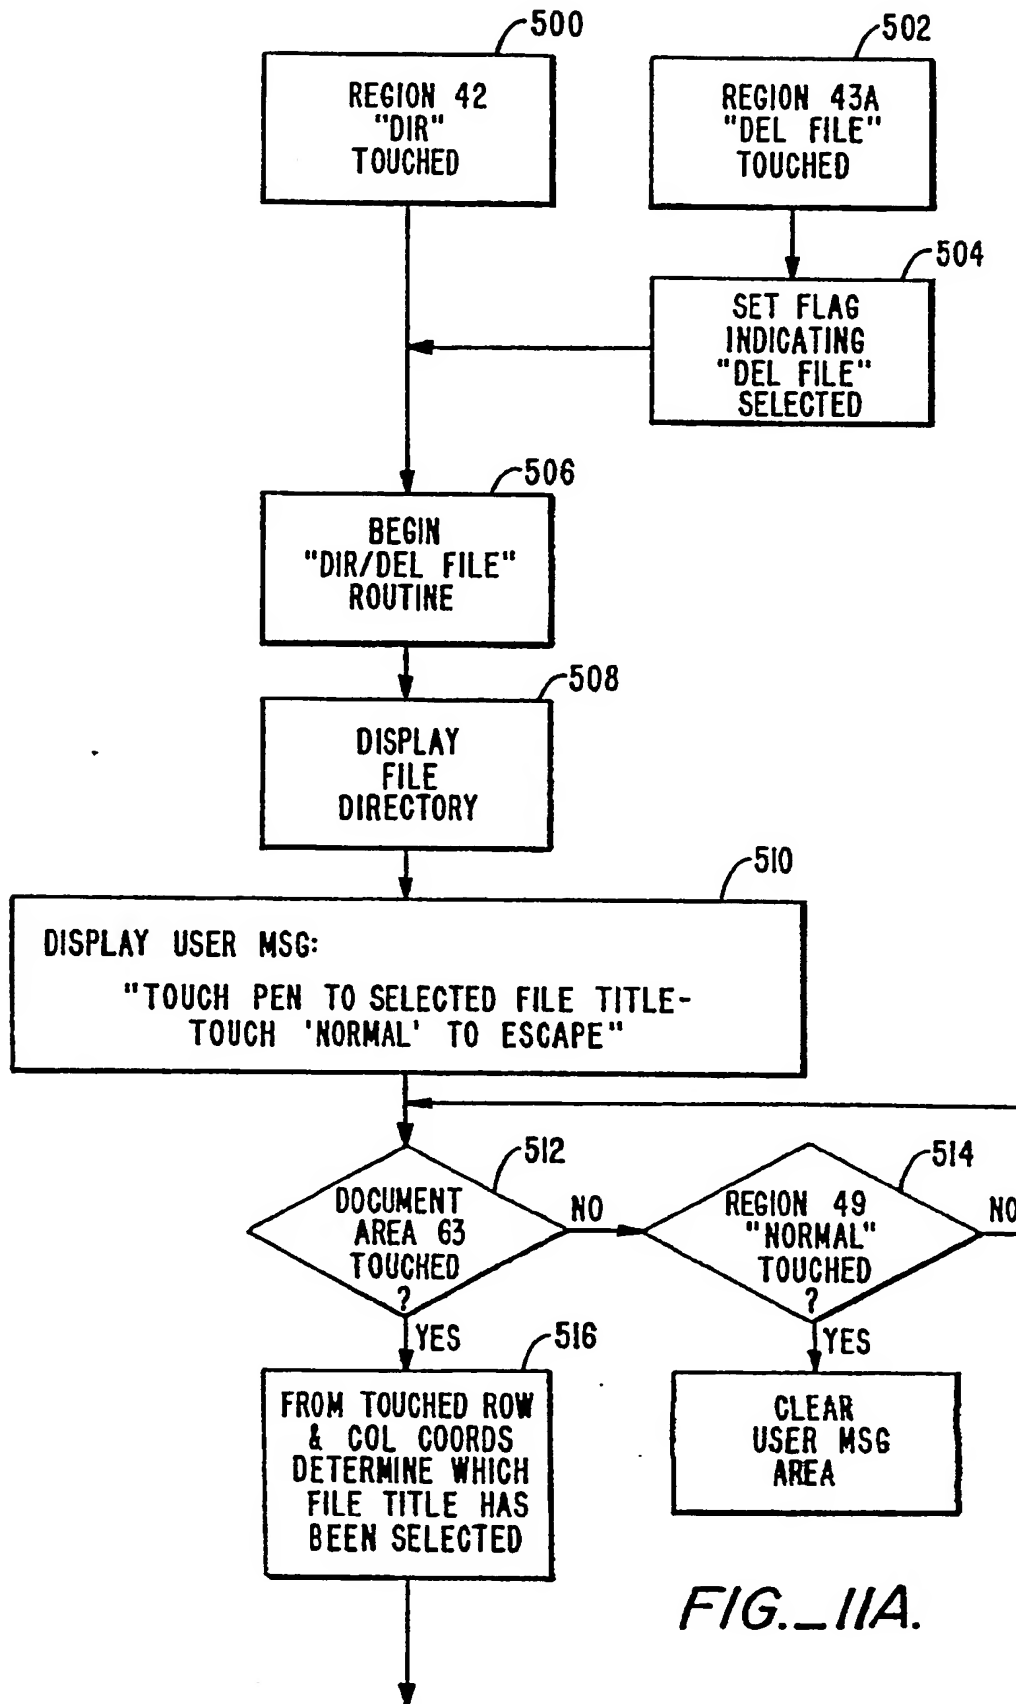 500
REGION 42
"DIR"
TOUCHED
502
REGION 43A
"DEL FILE"
TOUCHED
504
SET FLAG
INDICATING
"DEL FILE"
SELECTED
506
BEGIN
"DIR/DEL FILE"
ROUTINE
508
DISPLAY
FILE
DIRECTORY
510
DISPLAY USER MSG:
"TOUCH PEN TO SELECTED FILE TITLE-
TOUCH 'NORMAL' TO ESCAPE"
512
DOCUMENT
AREA 63
TOUCHED
?
NO
514
REGION 49
"NORMAL"
TOUCHED
?
NO
YES
516
FROM TOUCHED ROW
& COL COORDS
DETERMINE WHICH
FILE TITLE HAS
BEEN SELECTED
YES
CLEAR
USER MSG
AREA
FIG._11A.